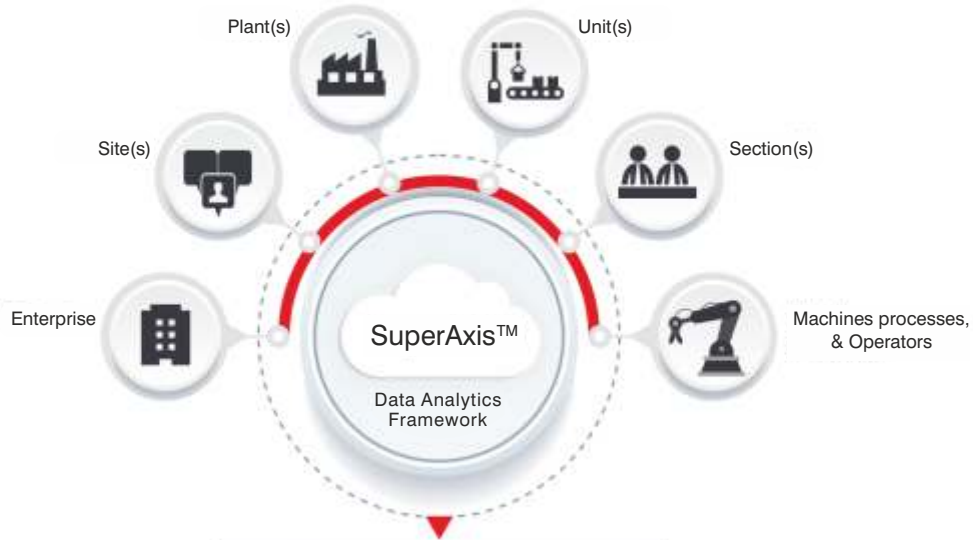 Plant(s)
Unit(s)
Site(s)
Section(s)
Enterprise
SuperAxis™
Machines processes,
& Operators
Data Analytics
Framework